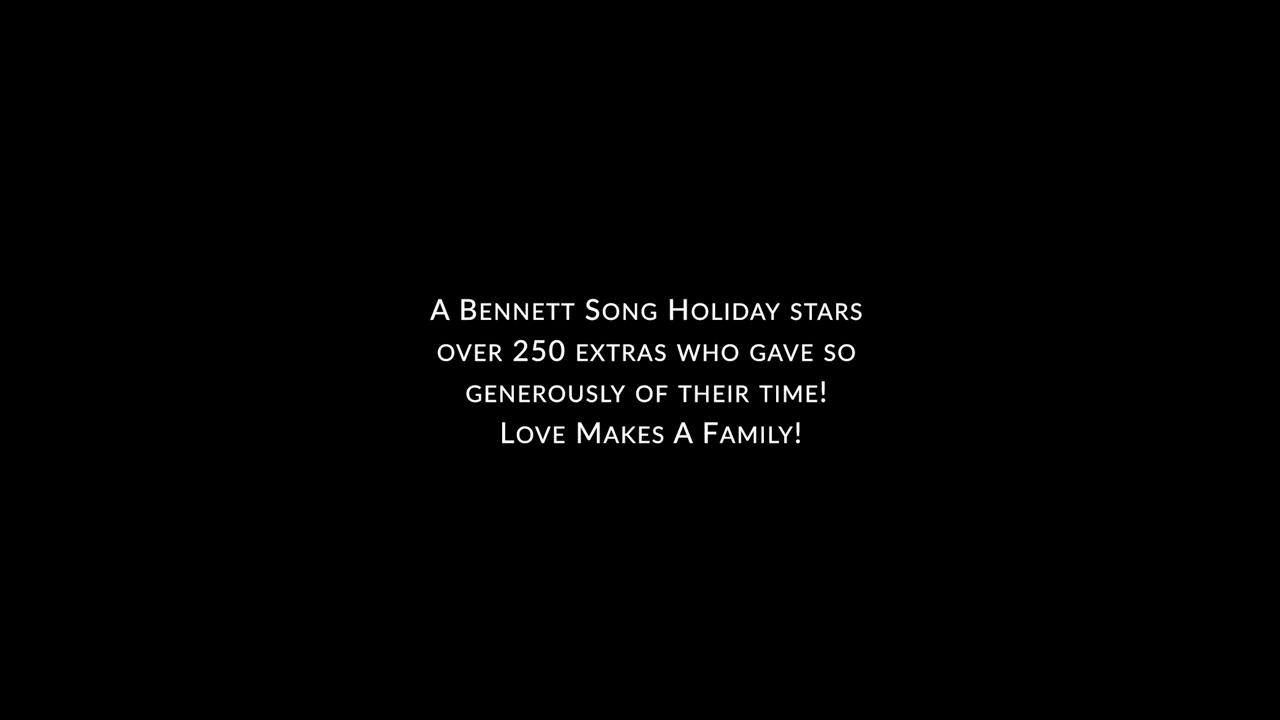 A Bennett Song Holiday stars
over 250 extras who gave so
generously of their time!
Love Makes A Family!